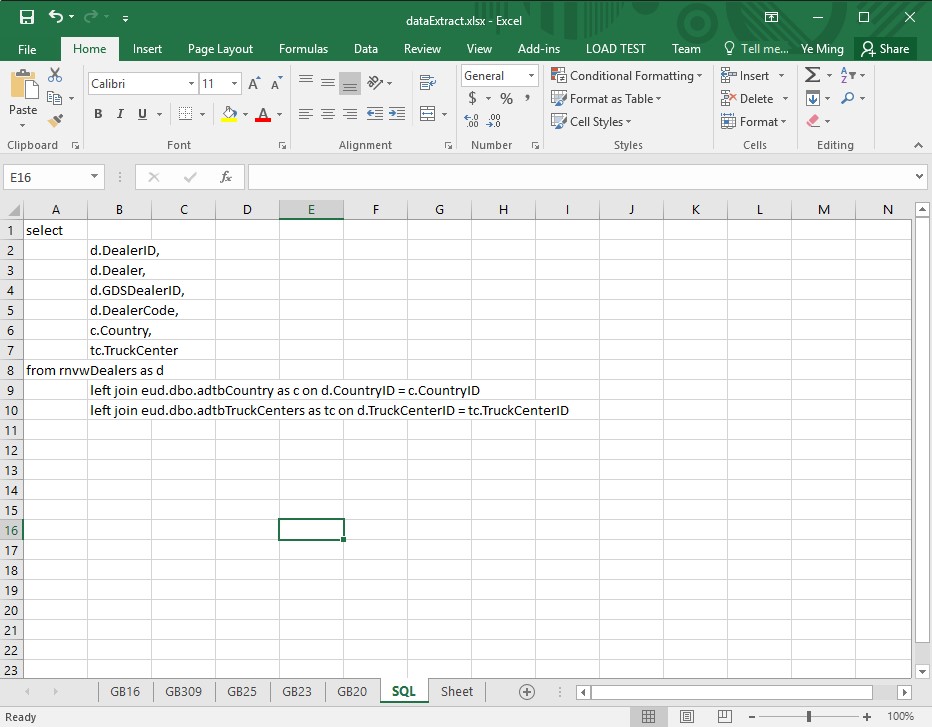 dataExtract.xlsx - Excel
File Home Insert Page Layout Formulas Data Review View Add-ins LOAD TEST Team Tell me... Ye Ming Share
Calibri 11 General Conditional Formatting Insert
Paste $ % , Format as Table Delete
B I U A Cell Styles Format
Clipboard Font Alignment Number Styles Cells Editing
E16 fx
A B C D E F G H I J K L M N
1 select
2 d.DealerID,
3 d.Dealer,
4 d.GDSDealerID,
5 d.DealerCode,
6 c.Country,
7 tc.TruckCenter
8 from rnvwDealers as d
9 left join eud.dbo.adtbCountry as c on d.CountryID = c.CountryID
10 left join eud.dbo.adtbTruckCenters as tc on d.TruckCenterID = tc.TruckCenterID
11
12
13
14
15
16
17
18
19
20
21
22
23
GB16 GB309 GB25 GB23 GB20 SQL Sheet
Ready 100%